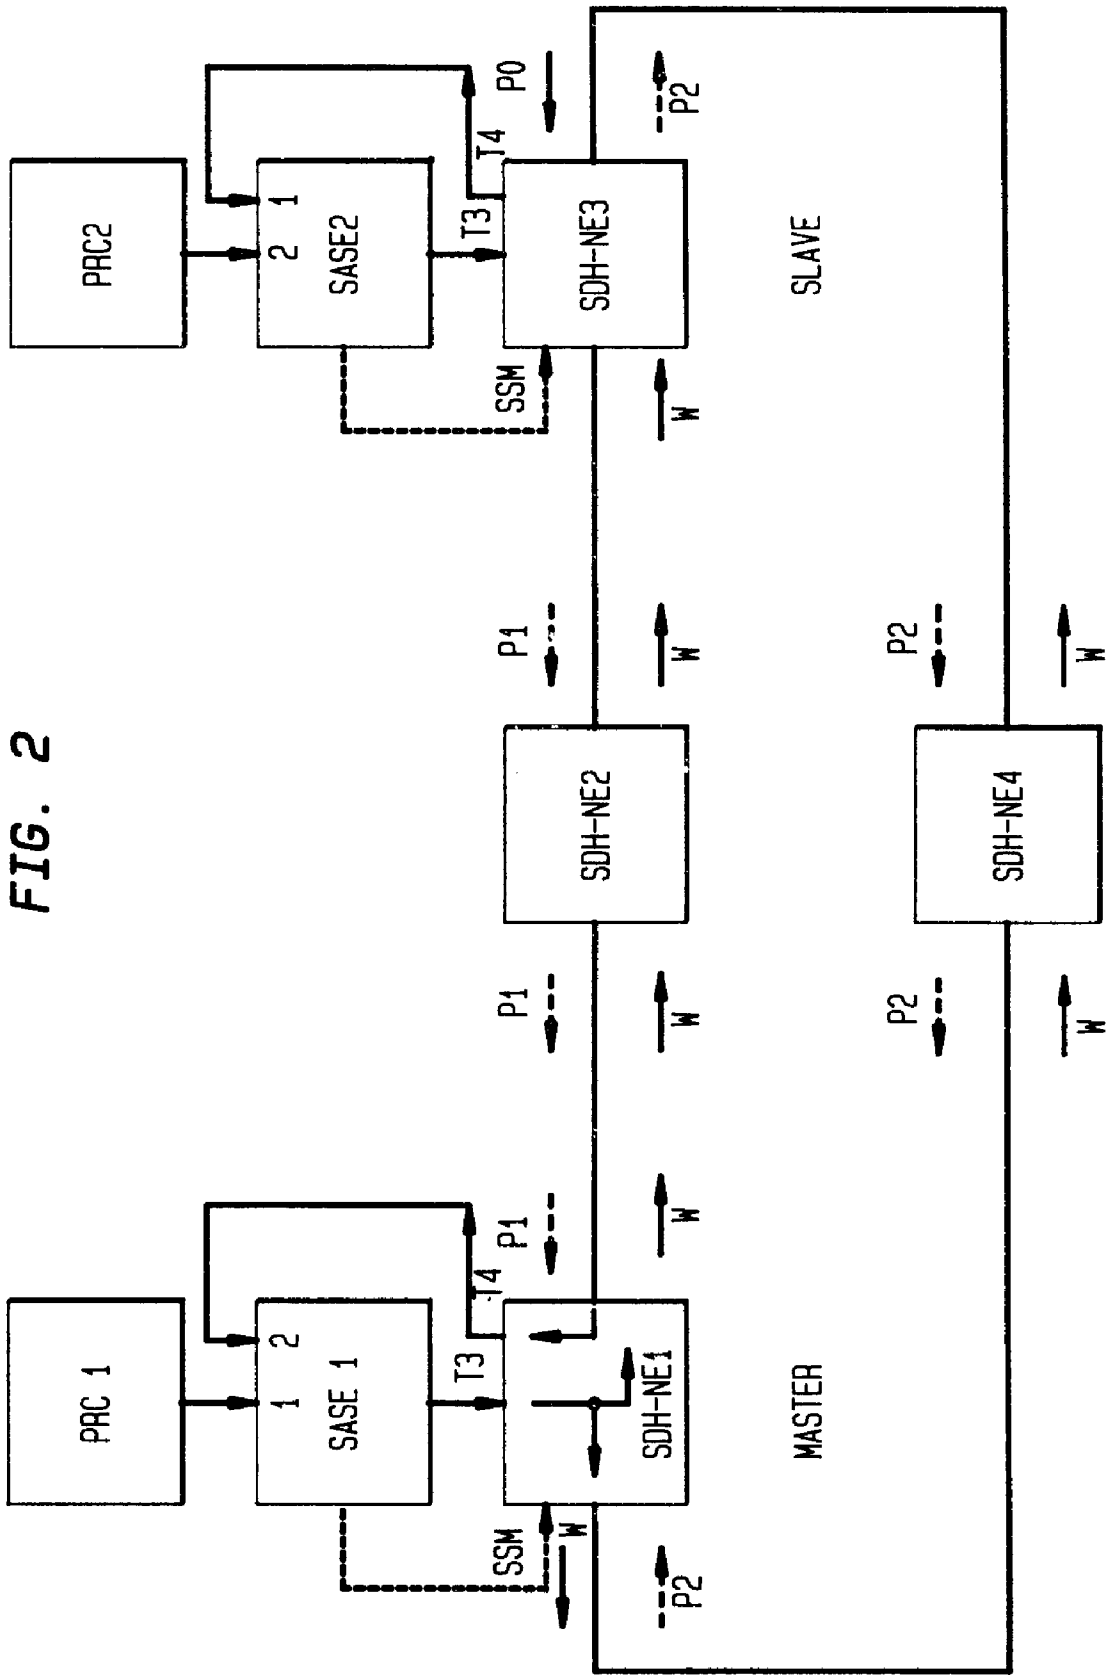 FIG. 2
PRC 1
PRC2
1
2
2
1
SASE 1
SASE2
T3
T4
T3
T4
SSM
W
P1
P1
P1
SSM
P0
SDH-NE1
SDH-NE2
SDH-NE3
P2
W
W
W
W
P2
MASTER
SLAVE
P2
P2
SDH-NE4
W
W